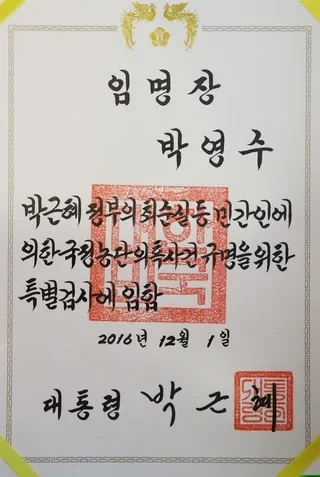 임명장
박영수
박근혜 정부의 최순실 등 민간인에
의한 국정농단 의혹사건 규명을 위한
특별검사에 임함
2016년 12월 1일
대통령 박근혜